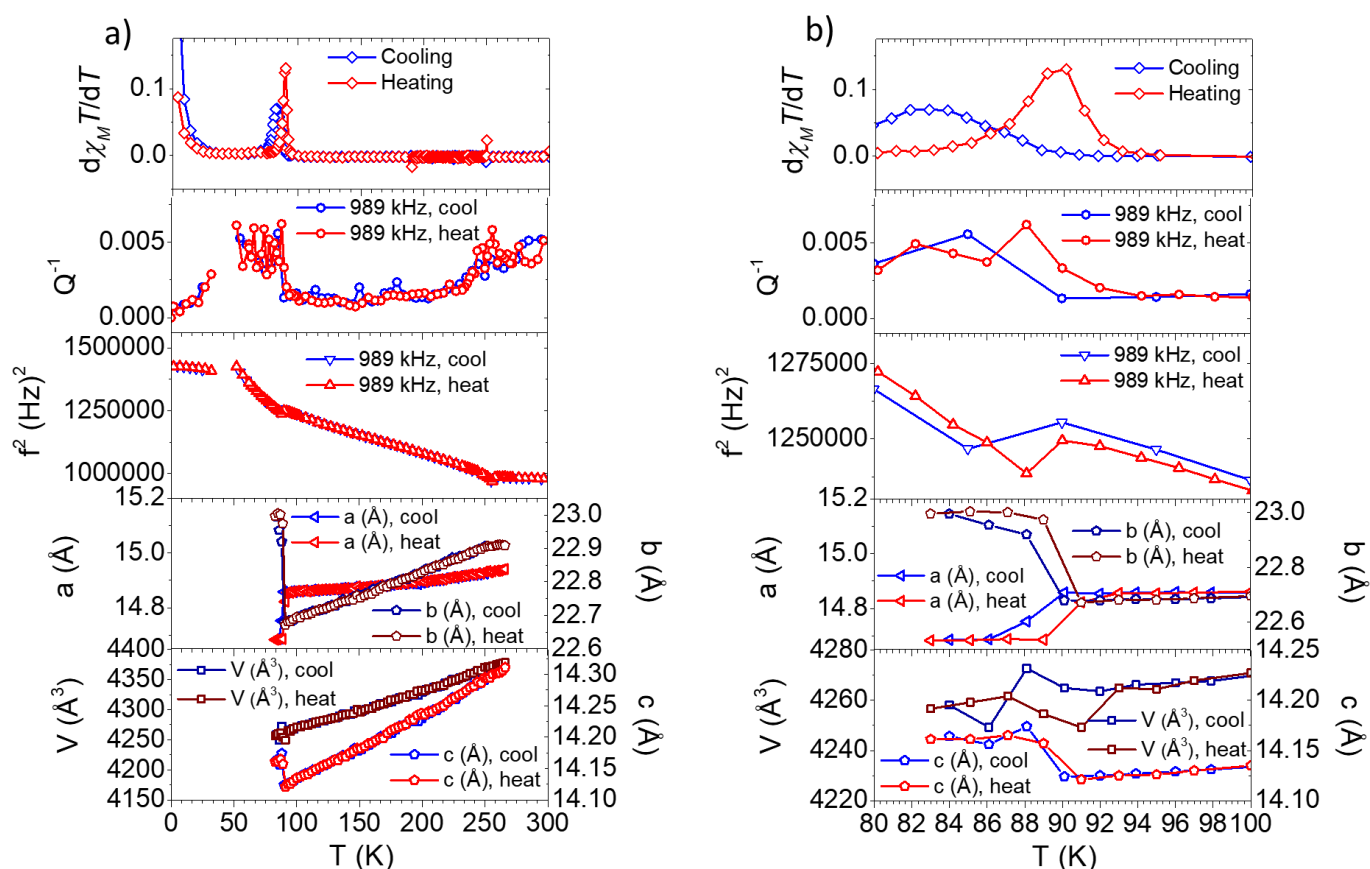 a)
dχMT/dT
0.1
0.0
Cooling
Heating
Q-1
0.005
0.000
989 kHz, cool
989 kHz, heat
f2 (Hz)2
1500000
1250000
1000000
989 kHz, cool
989 kHz, heat
a (Å)
15.2
15.0
14.8
a (Å), cool
a (Å), heat
b (Å), cool
b (Å), heat
23.0
22.9
22.8
22.7
22.6
b (Å)
V (Å3)
4400
4350
4300
4250
4200
4150
V (Å3), cool
V (Å3), heat
c (Å), cool
c (Å), heat
14.30
14.25
14.20
14.15
14.10
c (Å)
0 50 100 150 200 250 300
T (K)
b)
dχMT/dT
0.1
0.0
Cooling
Heating
Q-1
0.005
0.000
989 kHz, cool
989 kHz, heat
f2 (Hz)2
1275000
1250000
989 kHz, cool
989 kHz, heat
a (Å)
15.2
15.0
14.8
b (Å), cool
b (Å), heat
a (Å), cool
a (Å), heat
23.0
22.9
22.8
22.7
22.6
b (Å)
V (Å3)
4280
4260
4240
4220
V (Å3), cool
V (Å3), heat
c (Å), cool
c (Å), heat
14.25
14.20
14.15
14.10
c (Å)
80 82 84 86 88 90 92 94 96 98 100
T (K)